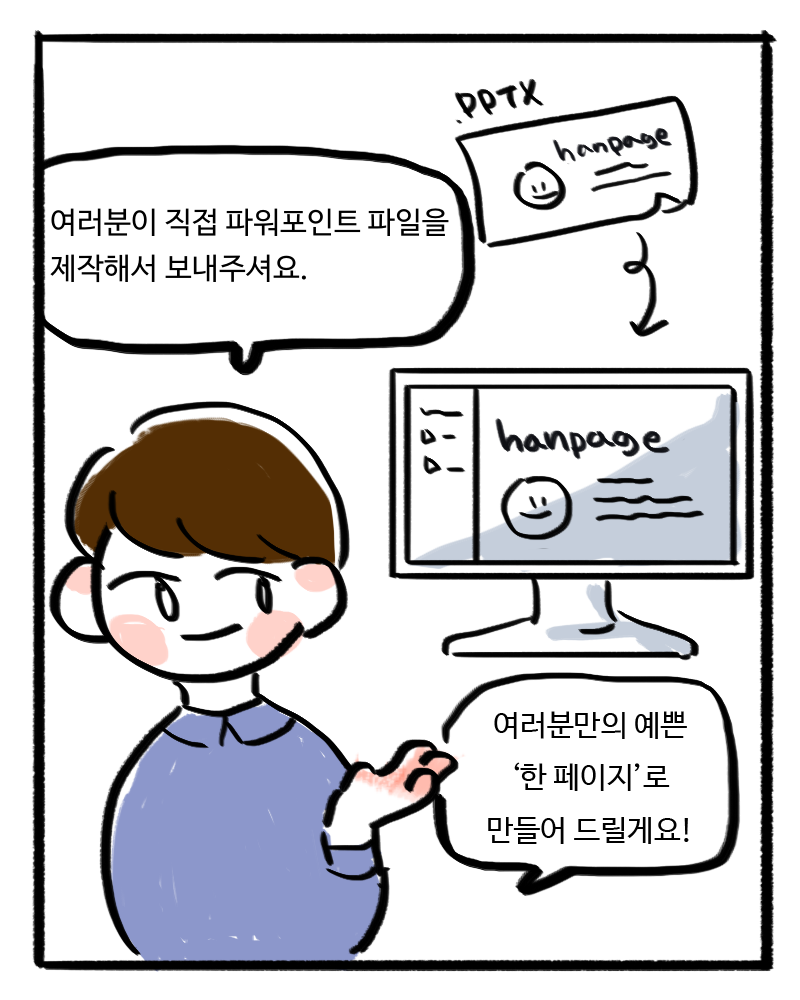 .PPTX
hanpage
여러분이 직접 파워포인트 파일을
제작해서 보내주셔요.
hanpage
여러분만의 예쁜
‘한 페이지’로
만들어 드릴게요!